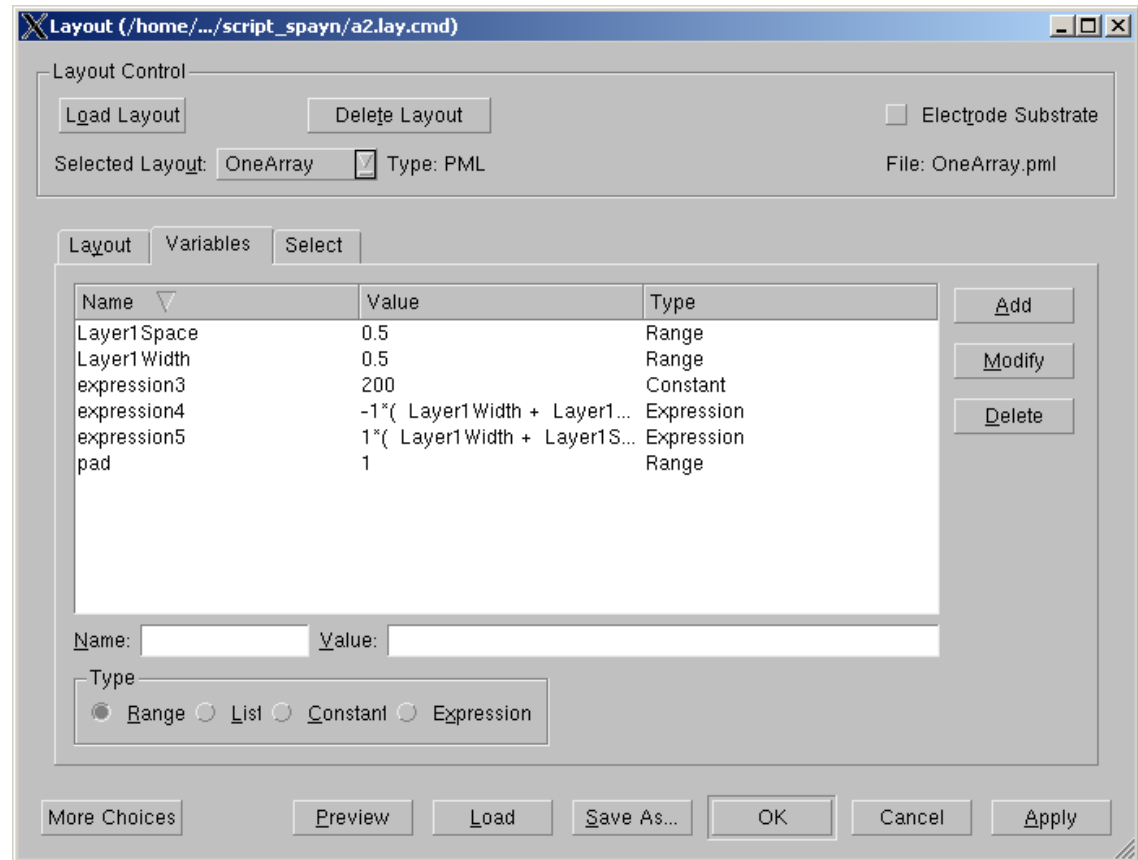 Layout (/home/.../script_spayn/a2.lay.cmd)
Layout Control
Load Layout Delete Layout Electrode Substrate
Selected Layout: OneArray Type: PML File: OneArray.pml
Layout Variables Select
Name Value Type Add
Layer1Space 0.5 Range
Layer1Width 0.5 Range Modify
expression3 200 Constant
expression4 -1*( Layer1Width + Layer1... Expression Delete
expression5 1*( Layer1Width + Layer1S... Expression
pad 1 Range
Name: Value:
Type
Range List Constant Expression
More Choices Preview Load Save As... OK Cancel Apply